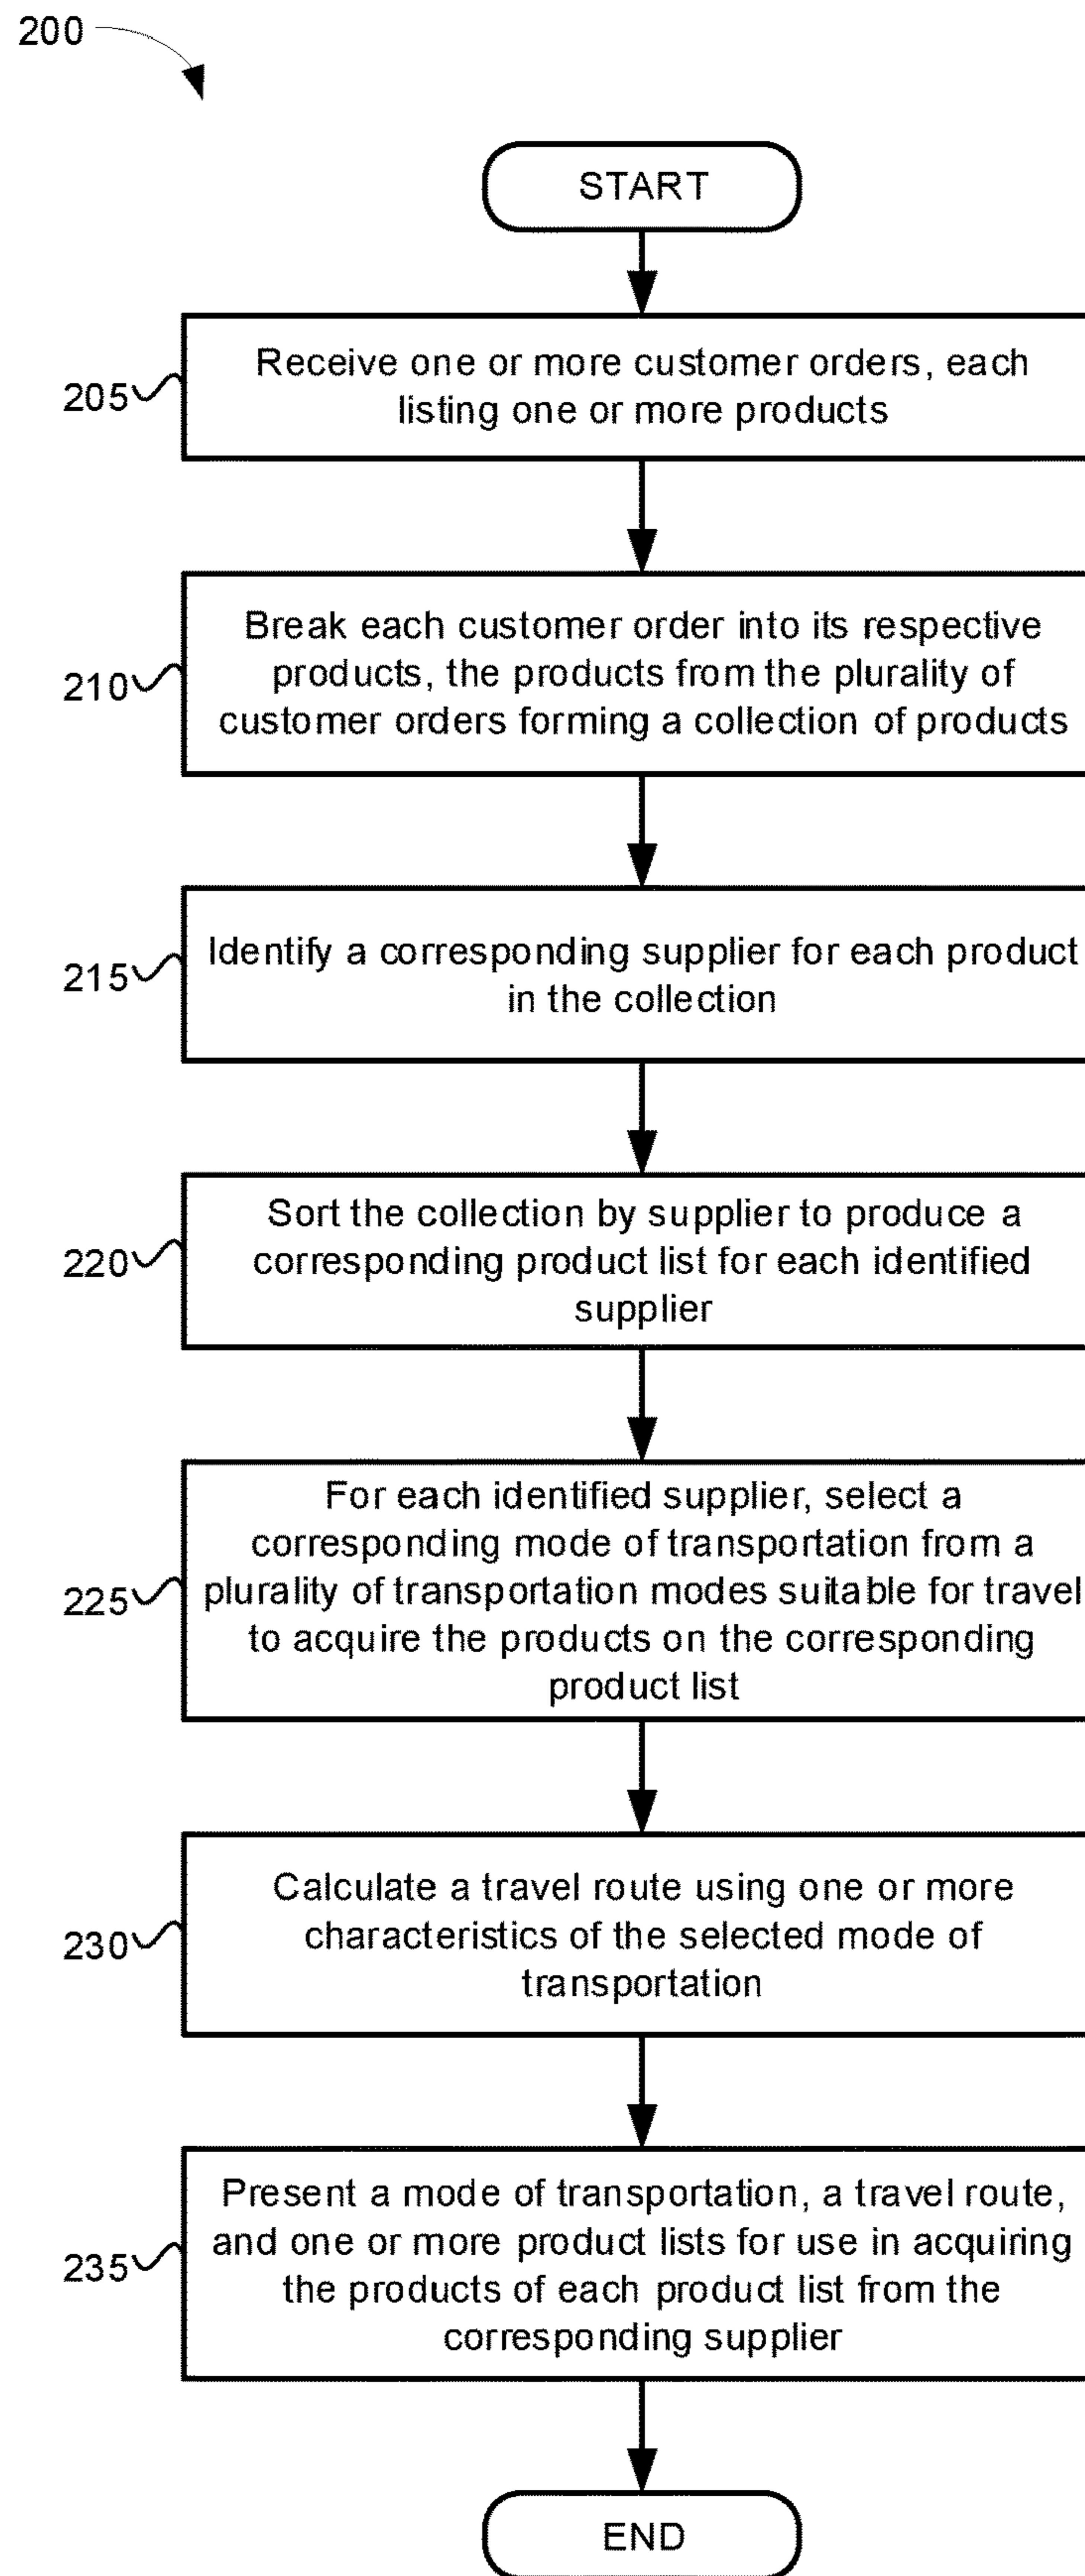 200
START
205
Receive one or more customer orders, each
listing one or more products
210
Break each customer order into its respective
products, the products from the plurality of
customer orders forming a collection of products
215
Identify a corresponding supplier for each product
in the collection
220
Sort the collection by supplier to produce a
corresponding product list for each identified
supplier
225
For each identified supplier, select a
corresponding mode of transportation from a
plurality of transportation modes suitable for travel
to acquire the products on the corresponding
product list
230
Calculate a travel route using one or more
characteristics of the selected mode of
transportation
235
Present a mode of transportation, a travel route,
and one or more product lists for use in acquiring
the products of each product list from the
corresponding supplier
END